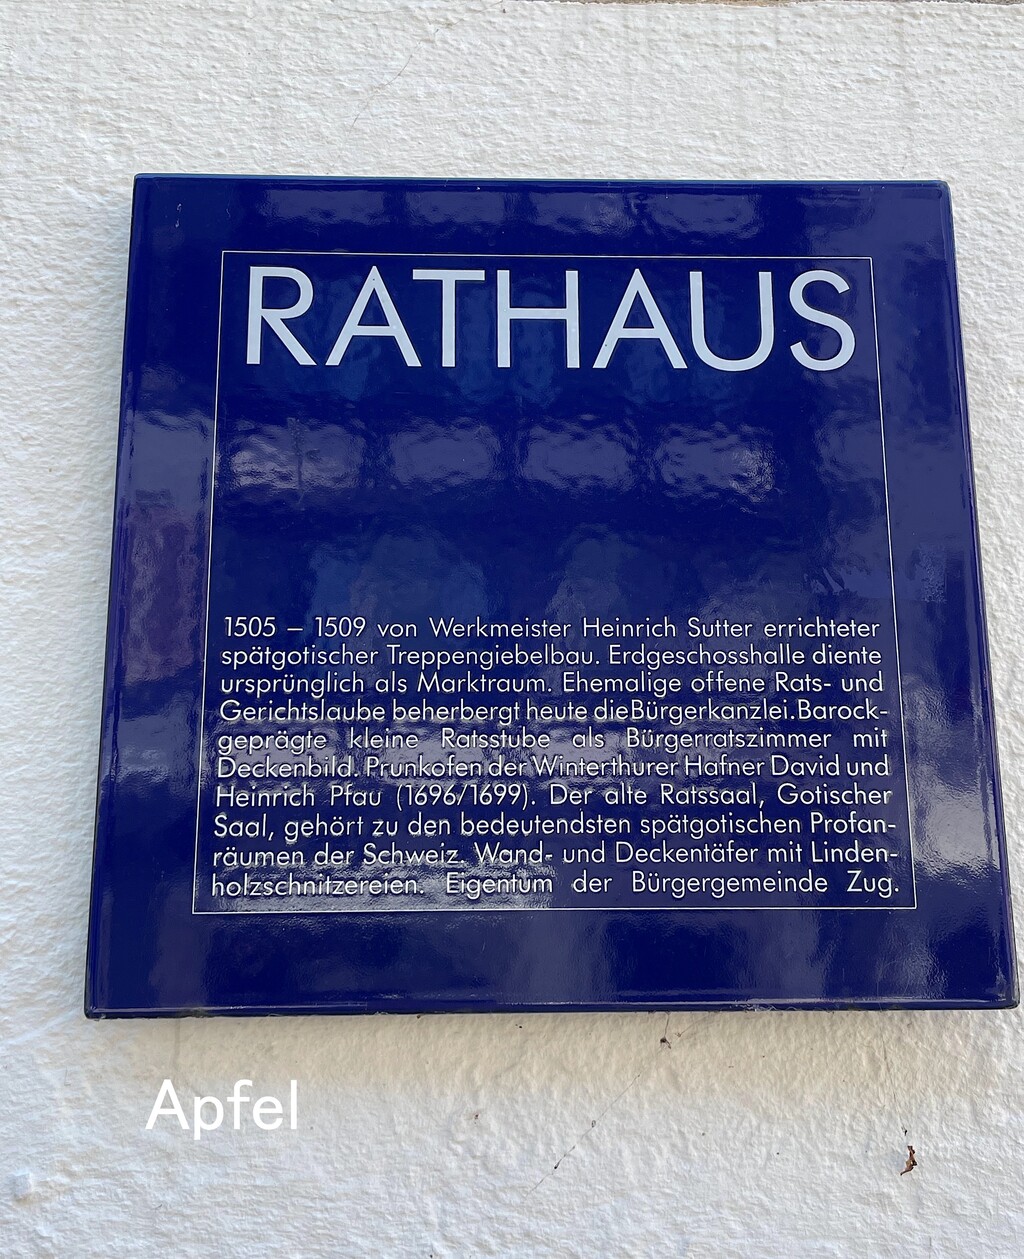 RATHAUS
1505 – 1509 von Werkmeister Heinrich Sutter errichteter
spätgotischer Treppengiebelbau. Erdgeschosshalle diente
ursprünglich als Marktraum. Ehemalige offene Rats- und
Gerichtslaube beherbergt heute die Bürgerkanzlei. Barock-
geprägte kleine Ratsstube als Bürgerratszimmer mit
Deckenbild. Prunkofen der Winterthurer Hafner David und
Heinrich Pfau (1696/1699). Der alte Ratssaal, Gotischer
Saal, gehört zu den bedeutendsten spätgotischen Profan-
räumen der Schweiz. Wand- und Deckentäfer mit Linden-
holzschnitzereien. Eigentum der Bürgergemeinde Zug.
Apfel